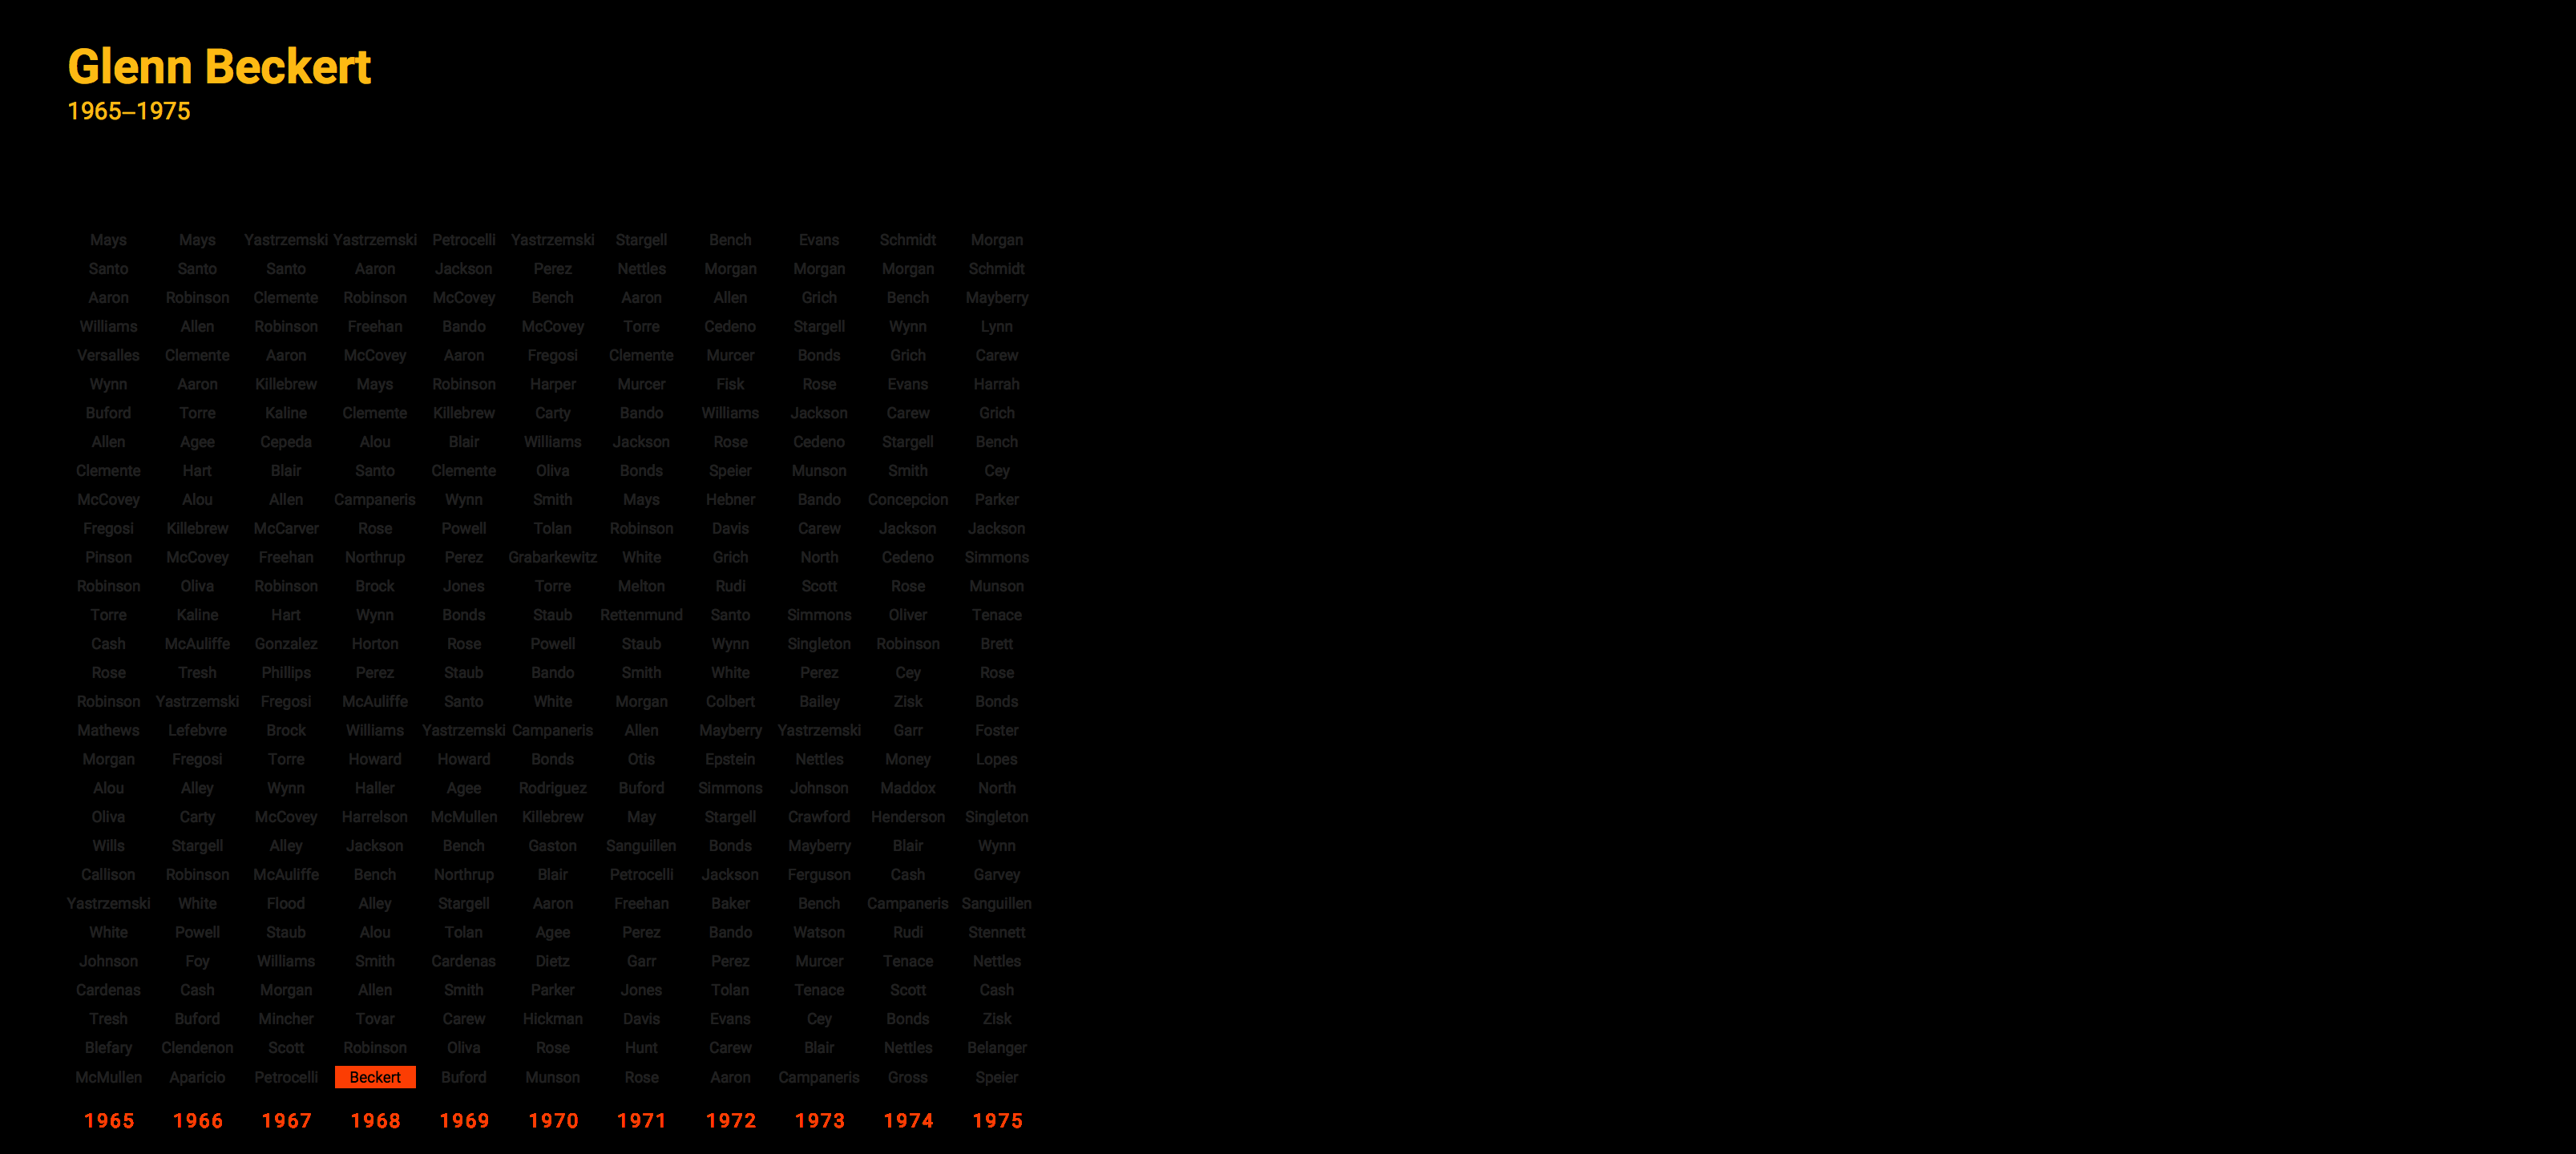 Glenn Beckert
1965–1975
Mays Mays Yastrzemski Yastrzemski Petrocelli Yastrzemski Stargell Bench Evans Schmidt Morgan
Santo Santo Santo Aaron Jackson Perez Nettles Morgan Morgan Morgan Schmidt
Aaron Robinson Clemente Robinson McCovey Bench Aaron Allen Grich Bench Mayberry
Williams Allen Robinson Freehan Bando McCovey Torre Cedeno Stargell Wynn Lynn
Versalles Clemente Aaron McCovey Aaron Fregosi Clemente Murcer Bonds Grich Carew
Wynn Aaron Killebrew Mays Robinson Harper Murcer Fisk Rose Evans Harrah
Buford Torre Kaline Clemente Killebrew Carty Bando Williams Jackson Carew Grich
Allen Agee Cepeda Alou Blair Williams Jackson Rose Cedeno Stargell Bench
Clemente Hart Blair Santo Clemente Oliva Bonds Speier Munson Smith Cey
McCovey Alou Allen Campaneris Wynn Smith Mays Hebner Bando Concepcion Parker
Fregosi Killebrew McCarver Rose Powell Tolan Robinson Davis Carew Jackson Jackson
Pinson McCovey Freehan Northrup Perez Grabarkewitz White Grich North Cedeno Simmons
Robinson Oliva Robinson Brock Jones Torre Melton Rudi Scott Rose Munson
Torre Kaline Hart Wynn Bonds Staub Rettenmund Santo Simmons Oliver Tenace
Cash McAuliffe Gonzalez Horton Rose Powell Staub Wynn Singleton Robinson Brett
Rose Tresh Phillips Perez Staub Bando Smith White Perez Cey Rose
Robinson Yastrzemski Fregosi McAuliffe Santo White Morgan Colbert Bailey Zisk Bonds
Mathews Lefebvre Brock Williams Yastrzemski Campaneris Allen Mayberry Yastrzemski Garr Foster
Morgan Fregosi Torre Howard Howard Bonds Otis Epstein Nettles Money Lopes
Alou Alley Wynn Haller Agee Rodriguez Buford Simmons Johnson Maddox North
Oliva Carty McCovey Harrelson McMullen Killebrew May Stargell Crawford Henderson Singleton
Wills Stargell Alley Jackson Bench Gaston Sanguillen Bonds Mayberry Blair Wynn
Callison Robinson McAuliffe Bench Northrup Blair Petrocelli Jackson Ferguson Cash Garvey
Yastrzemski White Flood Alley Stargell Aaron Freehan Baker Bench Campaneris Sanguillen
White Powell Staub Alou Tolan Agee Perez Bando Watson Rudi Stennett
Johnson Foy Williams Smith Cardenas Dietz Garr Perez Murcer Tenace Nettles
Cardenas Cash Morgan Allen Smith Parker Jones Tolan Tenace Scott Cash
Tresh Buford Mincher Tovar Carew Hickman Davis Evans Cey Bonds Zisk
Blefary Clendenon Scott Robinson Oliva Rose Hunt Carew Blair Nettles Belanger
McMullen Aparicio Petrocelli Beckert Buford Munson Rose Aaron Campaneris Gross Speier
1965 1966 1967 1968 1969 1970 1971 1972 1973 1974 1975